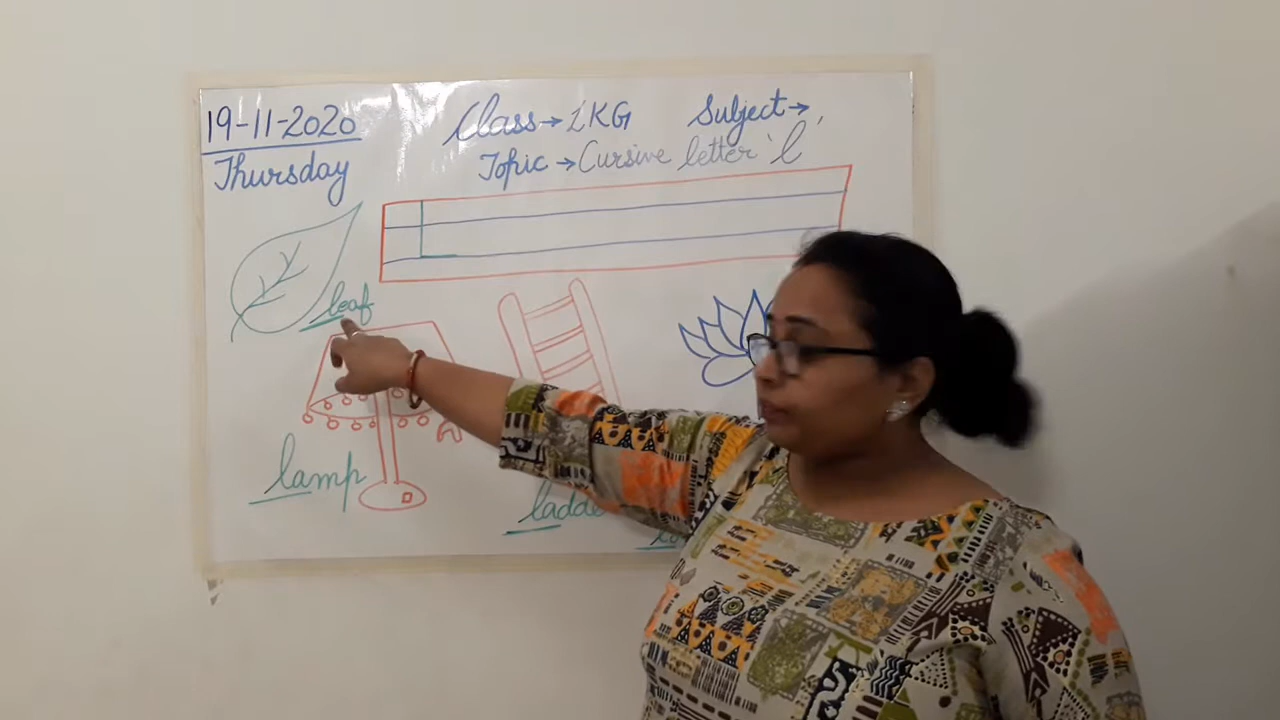 19-11-2020
Thursday
Class→ LKG Subject→
Topic →Cursive letter 'l'
leaf
lamp